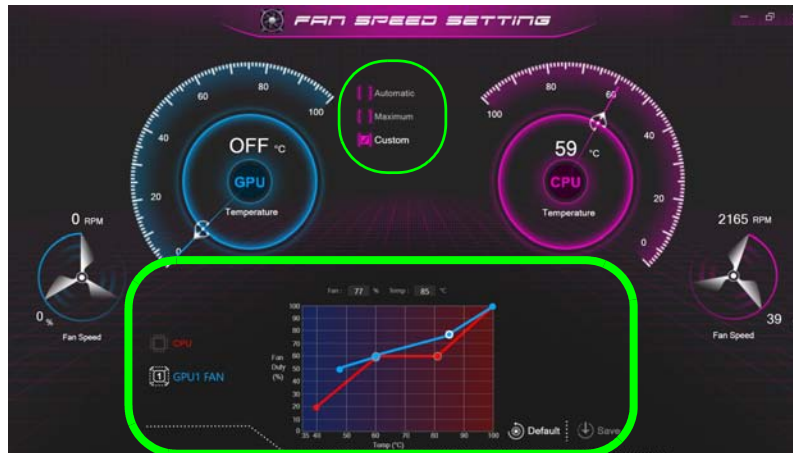 FAN SPEED SETTING
Automatic
Maximum
Custom
0
20
40
60
80
100
OFF °C
GPU
Temperature
100
80
60
40
20
0
59 °C
CPU
Temperature
0 RPM
0 %
Fan Speed
2165 RPM
39
Fan Speed
Fan : 77 % Temp : 85 °C
CPU
1 GPU1 FAN
Fan Duty (%)
100
90
80
70
60
50
40
30
20
10
0
35 40 50 60 70 80 90 100
Temp (°C)
Default
Save